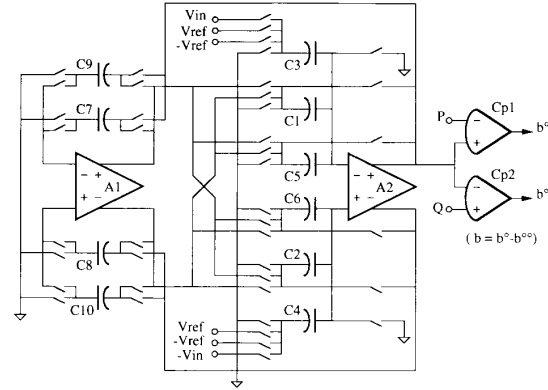 Vin
Vref
-Vref
C9
C3
C7
C1
P
Cp1
−
+
b°
− +
A1
+ −
C5
− +
A2
+ −
Cp2
−
+
b°
Q
C6
( b = b°-b°° )
C8
C2
C10
C4
Vref
-Vref
-Vin